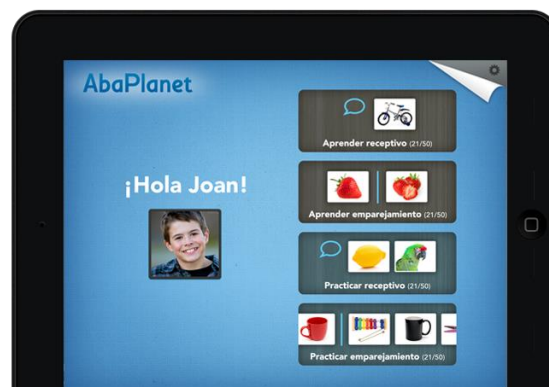 AbaPlanet
¡Hola Joan!
Aprender receptivo (21/50)
Aprender emparejamiento (21/50)
Practicar receptivo (21/50)
Practicar emparejamiento (21/50)